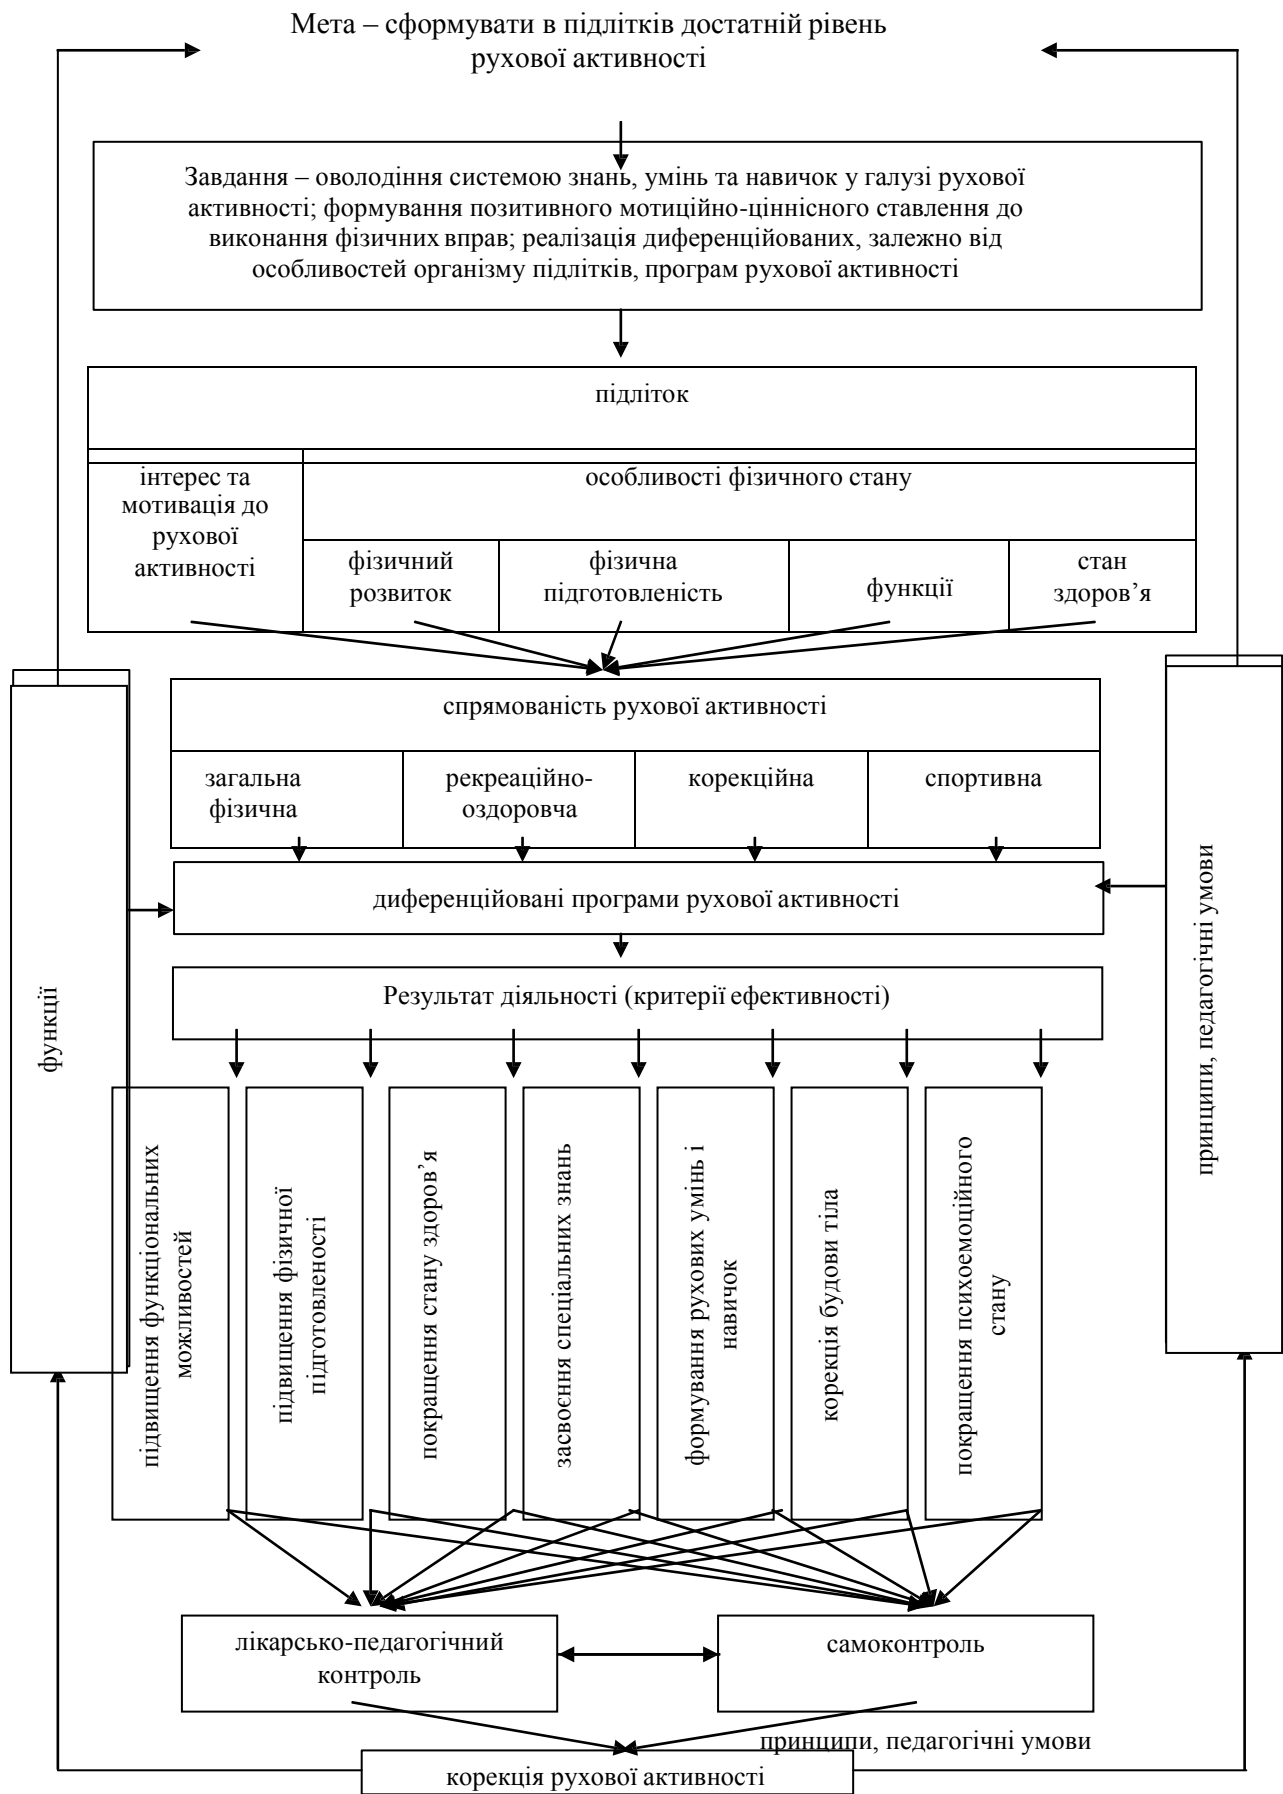 Мета – сформувати в підлітків достатній рівень
рухової активності
Завдання – оволодіння системою знань, умінь та навичок у галузі рухової
активності; формування позитивного мотиційно-ціннісного ставлення до
виконання фізичних вправ; реалізація диференційованих, залежно від
особливостей організму підлітків, програм рухової активності
підліток
інтерес та
мотивація до
рухової
активності
особливості фізичного стану
фізичний
розвиток
фізична
підготовленість
функції
стан
здоров’я
спрямованість рухової активності
загальна
фізична
рекреаційно-
оздоровча
корекційна
спортивна
диференційовані програми рухової активності
функції
принципи, педагогічні умови
Результат діяльності (критерії ефективності)
підвищення функціональних
можливостей
підвищення фізичної
підготовленості
покращення стану здоров’я
засвоєння спеціальних знань
формування рухових умінь і
навичок
корекція будови тіла
покращення психоемоційного
стану
лікарсько-педагогічний
контроль
самоконтроль
принципи, педагогічні умови
корекція рухової активності